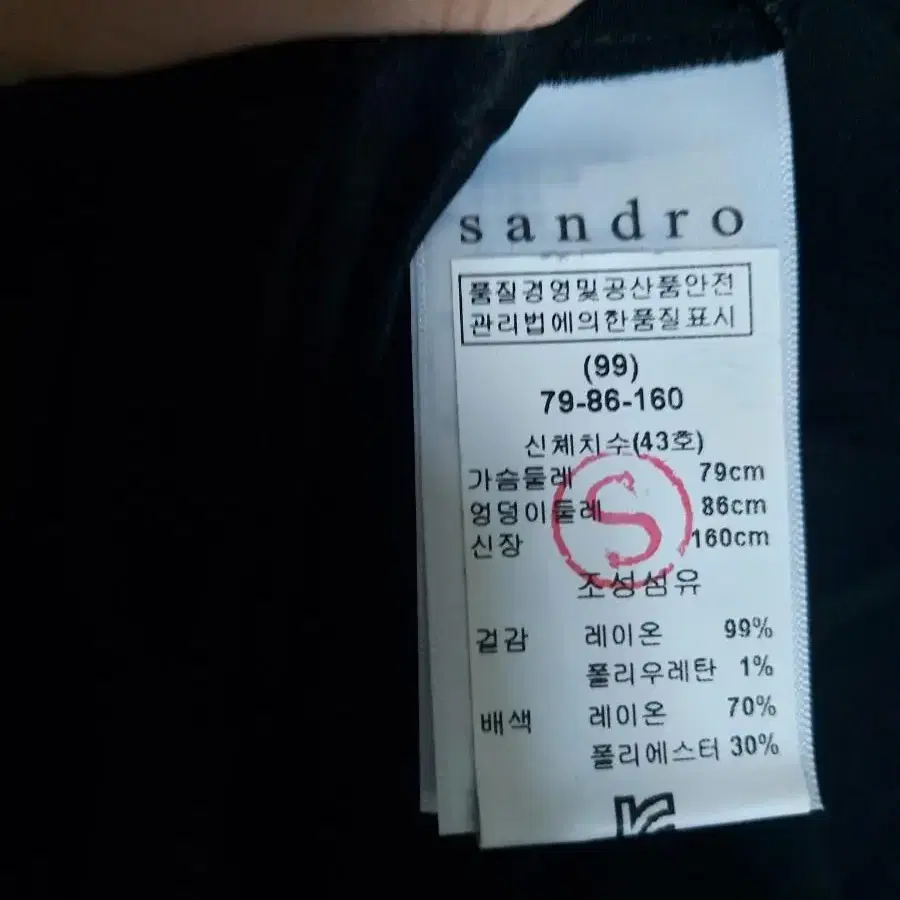 sandro
품질경영및공산품안전
관리법에의한품질표시
(99)
79-86-160
신체치수(43호)
가슴둘레 79cm
엉덩이둘레 86cm
신장 160cm
S
조성섬유
겉감 레이온 99%
폴리우레탄 1%
배색 레이온 70%
폴리에스터 30%